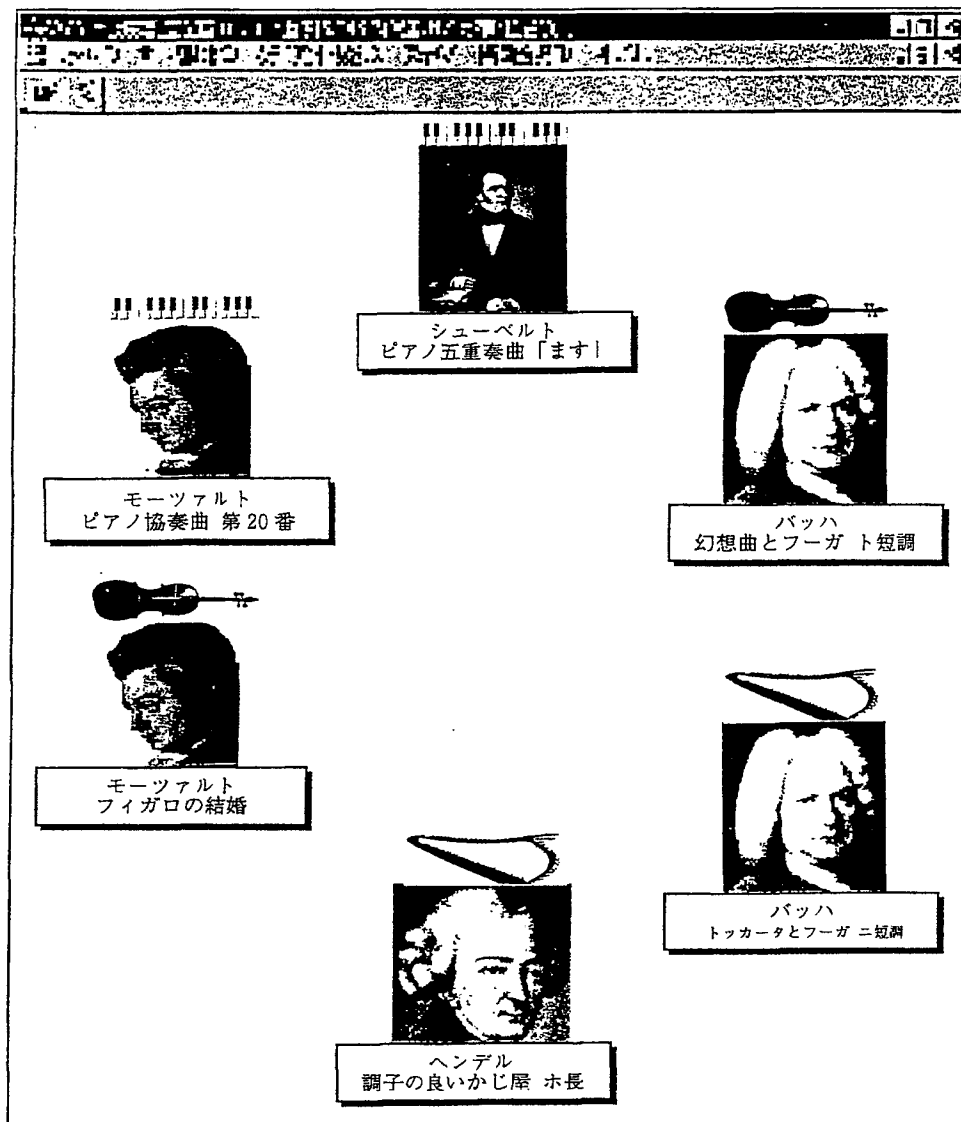 シューベルト
ピアノ五重奏曲「ます」
モーツァルト
ピアノ協奏曲 第20番
バッハ
幻想曲とフーガ ト短調
モーツァルト
フィガロの結婚
バッハ
トッカータとフーガ ニ短調
ヘンデル
調子の良いかじ屋 ホ長